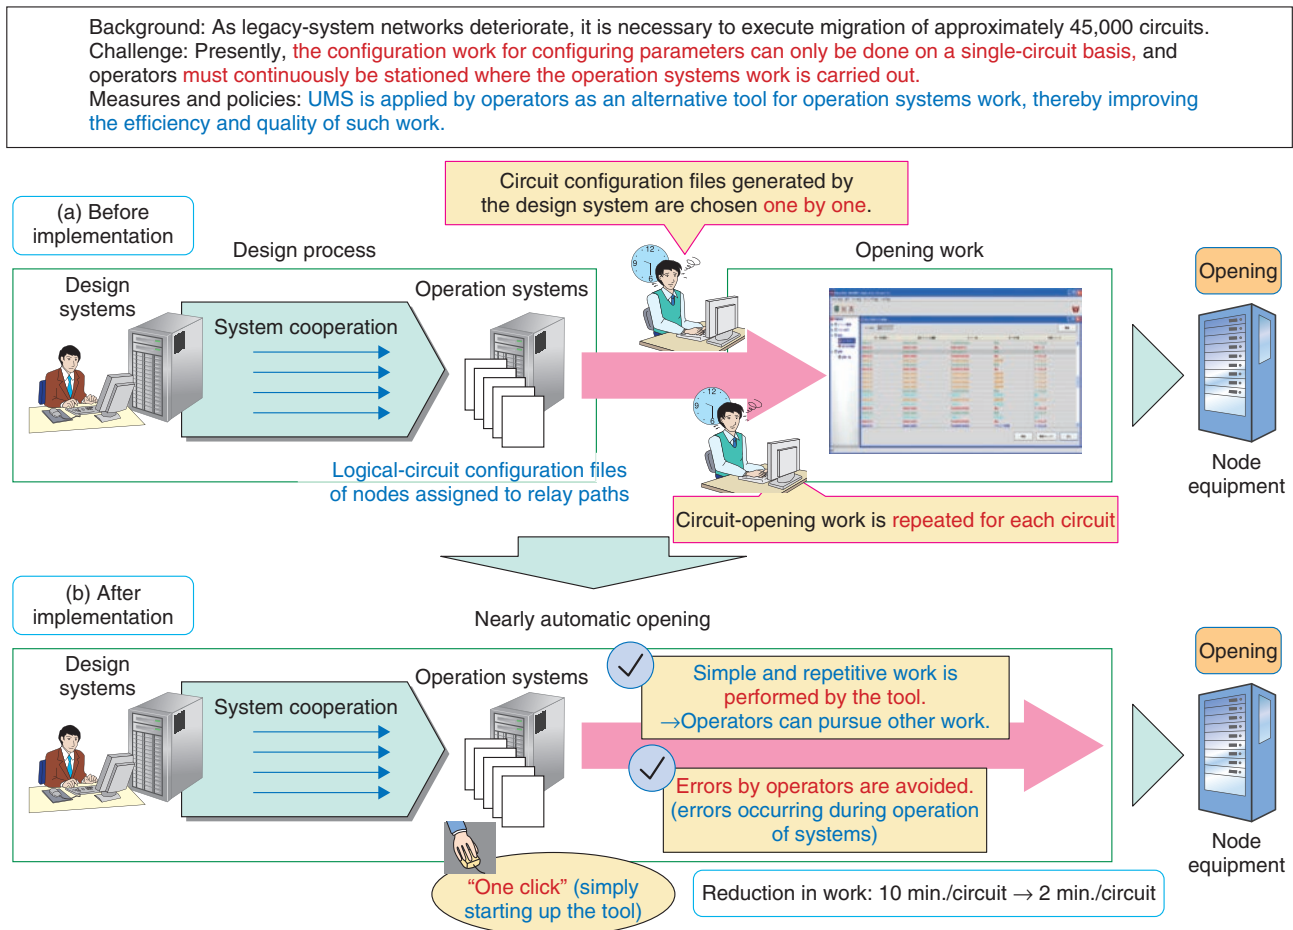 Background: As legacy-system networks deteriorate, it is necessary to execute migration of approximately 45,000 circuits.
Challenge: Presently, the configuration work for configuring parameters can only be done on a single-circuit basis, and
operators must continuously be stationed where the operation systems work is carried out.
Measures and policies: UMS is applied by operators as an alternative tool for operation systems work, thereby improving
the efficiency and quality of such work.
Circuit configuration files generated by
the design system are chosen one by one.
(a) Before
implementation
Design process
Opening work
Opening
Design
systems
System cooperation
Operation systems
12
9
6
12
9
6
Logical-circuit configuration files
of nodes assigned to relay paths
Node
equipment
Circuit-opening work is repeated for each circuit
(b) After
implementation
Nearly automatic opening
Opening
Design
systems
System cooperation
Operation systems
Simple and repetitive work is
performed by the tool.
→Operators can pursue other work.
Errors by operators are avoided.
(errors occurring during operation
of systems)
Node
equipment
“One click” (simply
starting up the tool)
Reduction in work: 10 min./circuit → 2 min./circuit